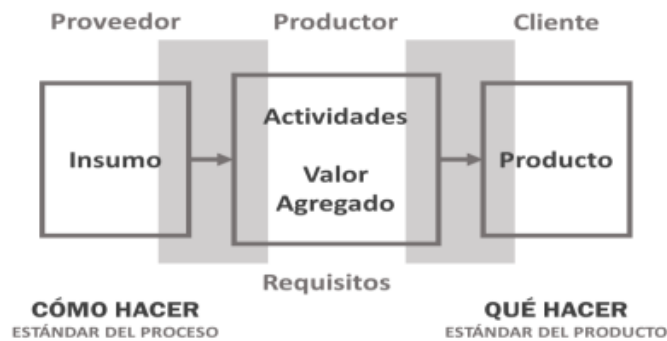 Proveedor
Productor
Cliente
Insumo
Actividades
Valor
Agregado
Producto
Requisitos
CÓMO HACER
ESTÁNDAR DEL PROCESO
QUÉ HACER
ESTÁNDAR DEL PRODUCTO